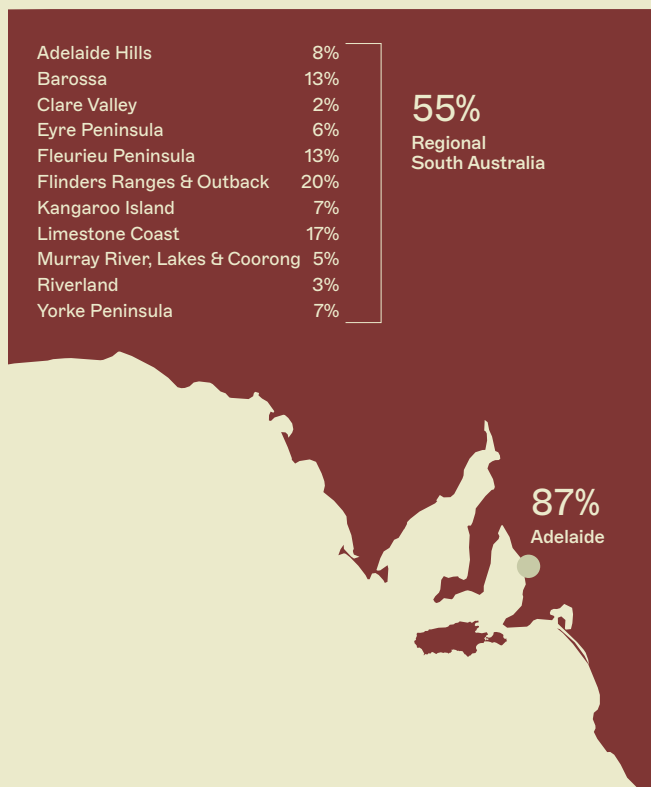 Adelaide Hills 8%
Barossa 13%
Clare Valley 2%
Eyre Peninsula 6%
Fleurieu Peninsula 13%
Flinders Ranges & Outback 20%
Kangaroo Island 7%
Limestone Coast 17%
Murray River, Lakes & Coorong 5%
Riverland 3%
Yorke Peninsula 7%
55%
Regional
South Australia
87%
Adelaide